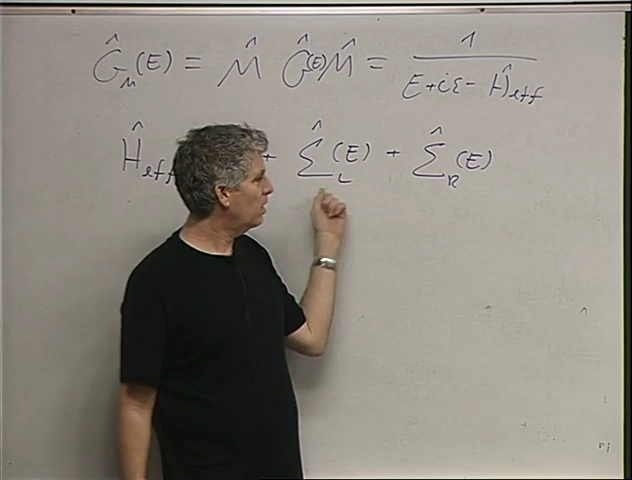 Ĝ_M(E) = M̂ Ĝ(E) M̂ = 1 / (E + iε - Ĥ_eff)
Ĥ_eff + Σ̂_L(E) + Σ̂_R(E)